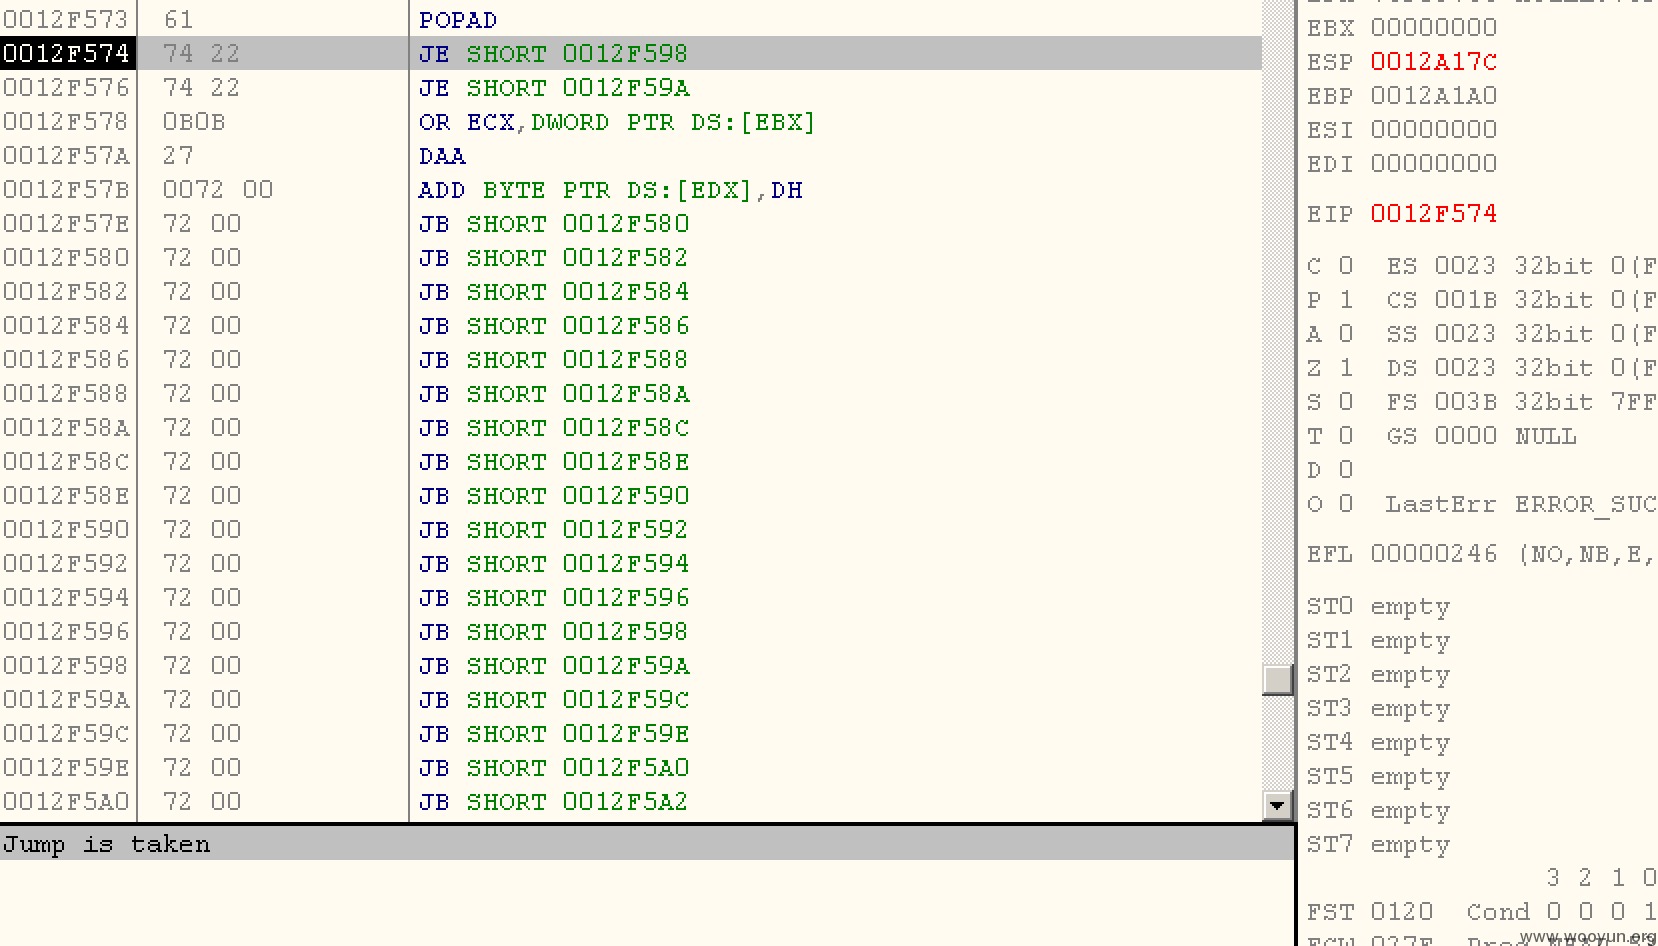 0012F573 61 POPAD
0012F574 74 22 JE SHORT 0012F598
0012F576 74 22 JE SHORT 0012F59A
0012F578 0B0B OR ECX,DWORD PTR DS:[EBX]
0012F57A 27 DAA
0012F57B 0072 00 ADD BYTE PTR DS:[EDX],DH
0012F57E 72 00 JB SHORT 0012F580
0012F580 72 00 JB SHORT 0012F582
0012F582 72 00 JB SHORT 0012F584
0012F584 72 00 JB SHORT 0012F586
0012F586 72 00 JB SHORT 0012F588
0012F588 72 00 JB SHORT 0012F58A
0012F58A 72 00 JB SHORT 0012F58C
0012F58C 72 00 JB SHORT 0012F58E
0012F58E 72 00 JB SHORT 0012F590
0012F590 72 00 JB SHORT 0012F592
0012F592 72 00 JB SHORT 0012F594
0012F594 72 00 JB SHORT 0012F596
0012F596 72 00 JB SHORT 0012F598
0012F598 72 00 JB SHORT 0012F59A
0012F59A 72 00 JB SHORT 0012F59C
0012F59C 72 00 JB SHORT 0012F59E
0012F59E 72 00 JB SHORT 0012F5A0
0012F5A0 72 00 JB SHORT 0012F5A2
Jump is taken
EBX 00000000
ESP 0012A17C
EBP 0012A1A0
ESI 00000000
EDI 00000000
EIP 0012F574
C 0 ES 0023 32bit 0(F
P 1 CS 001B 32bit 0(F
A 0 SS 0023 32bit 0(F
Z 1 DS 0023 32bit 0(F
S 0 FS 003B 32bit 7FF
T 0 GS 0000 NULL
D 0
O 0 LastErr ERROR_SUC
EFL 00000246 (NO,NB,E,
ST0 empty
ST1 empty
ST2 empty
ST3 empty
ST4 empty
ST5 empty
ST6 empty
ST7 empty
3 2 1 0
FST 0120 Cond 0 0 0 1
FCW 027F
www.wooyun.org